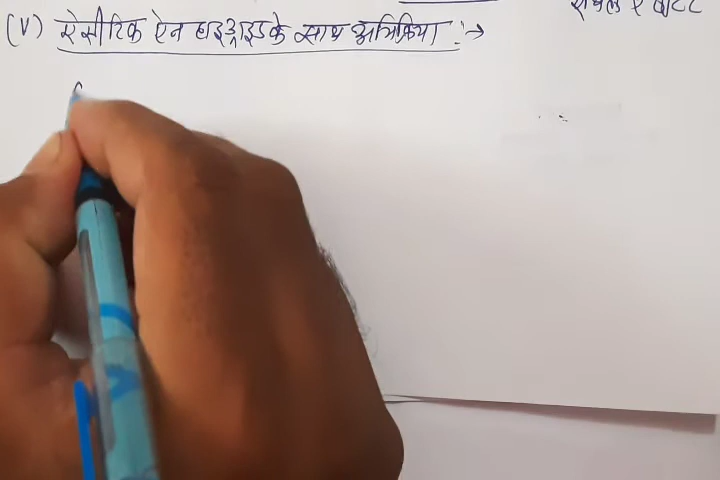 (V) ऐसीटिक ऐन हाइड्राइड के साथ अभिक्रिया :→